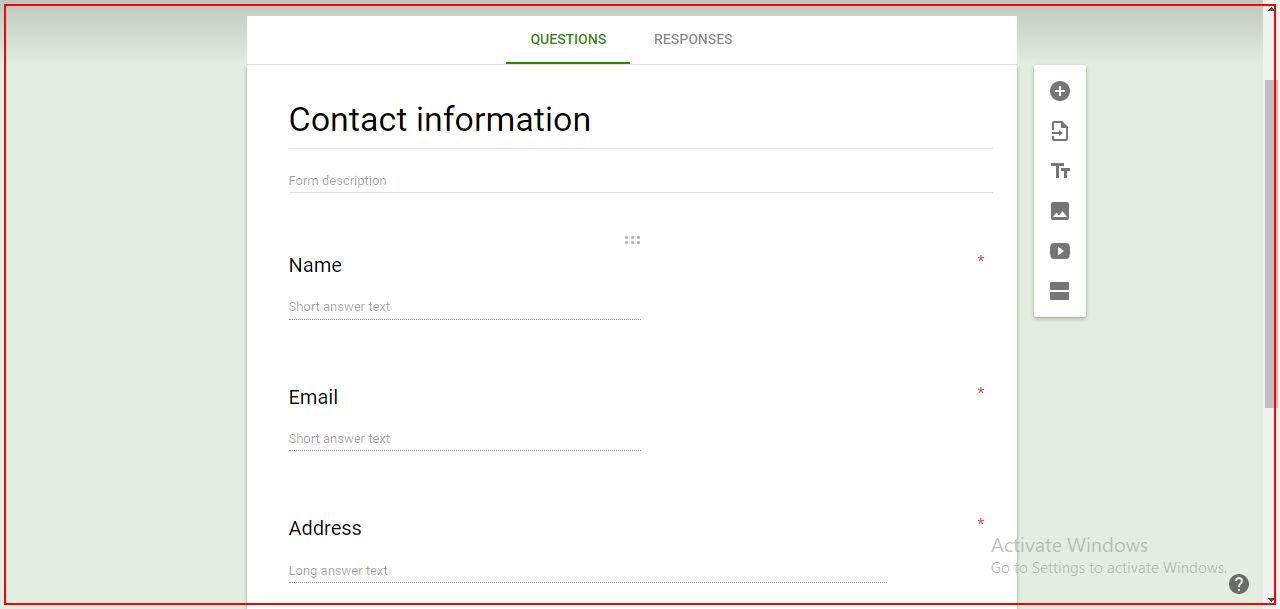 QUESTIONS RESPONSES
Contact information
Form description
Name *
Short answer text
Email *
Short answer text
Address *
Long answer text
Activate Windows
Go to Settings to activate Windows.